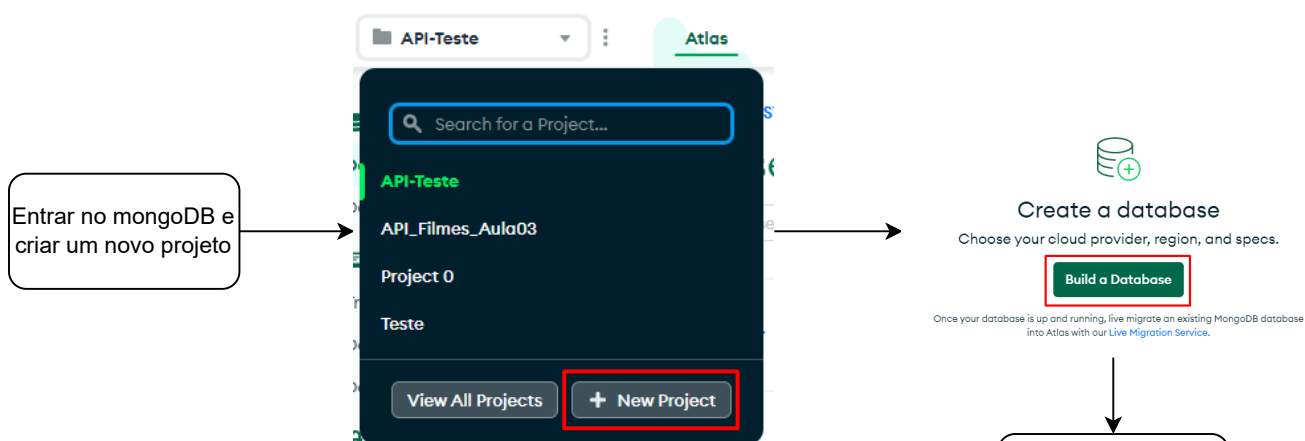 API-Teste
Atlas
Search for a Project...
API-Teste
API_Filmes_Aula03
Project 0
Teste
View All Projects
+ New Project
Entrar no mongoDB e
criar um novo projeto
Create a database
Choose your cloud provider, region, and specs.
Build a Database
Once your database is up and running, live migrate an existing MongoDB database
into Atlas with our Live Migration Service.